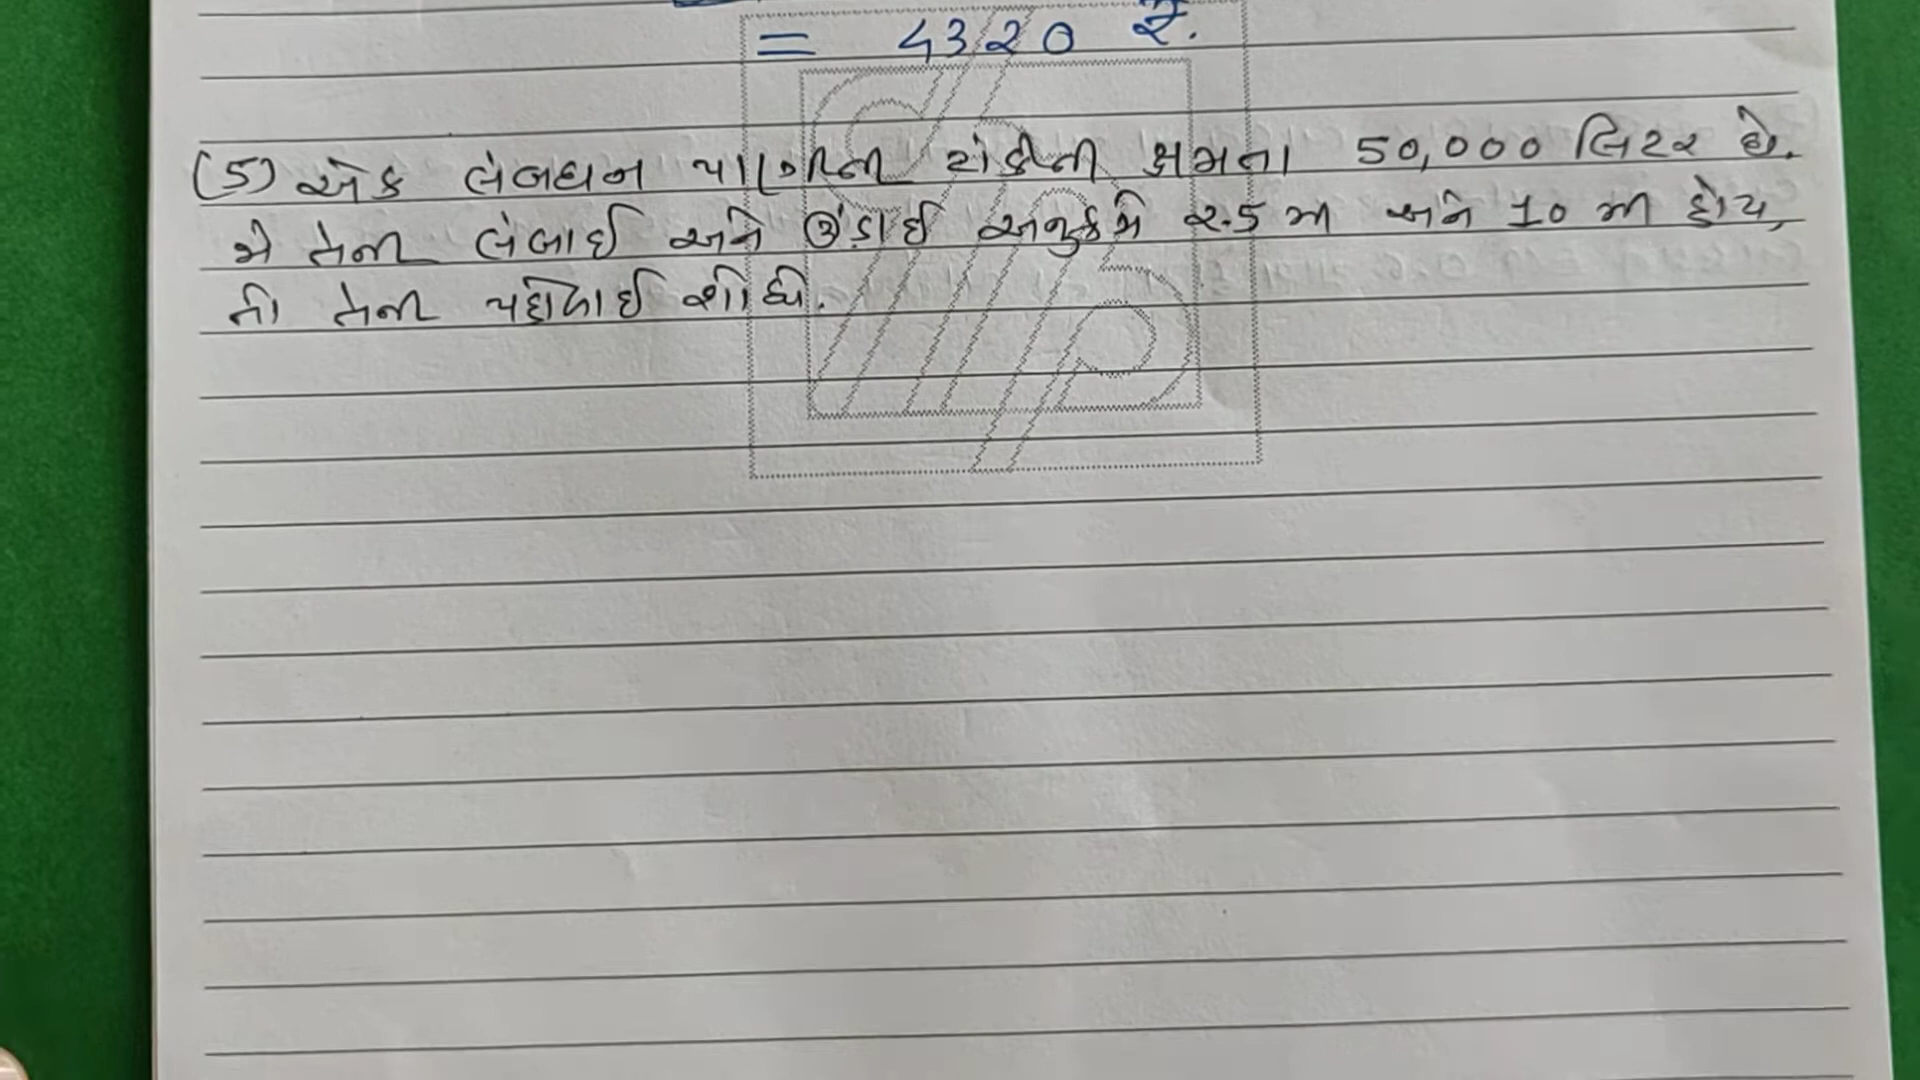 = 4320 રૂ.
(5) એક લંબઘન પાણીની ટાંકીની ક્ષમતા 50,000 લિટર છે.
જો તેની લંબાઈ અને ઊંડાઈ અનુક્રમે 2.5 મી અને 10 મી હોય,
તો તેની પહોળાઈ શોધો.